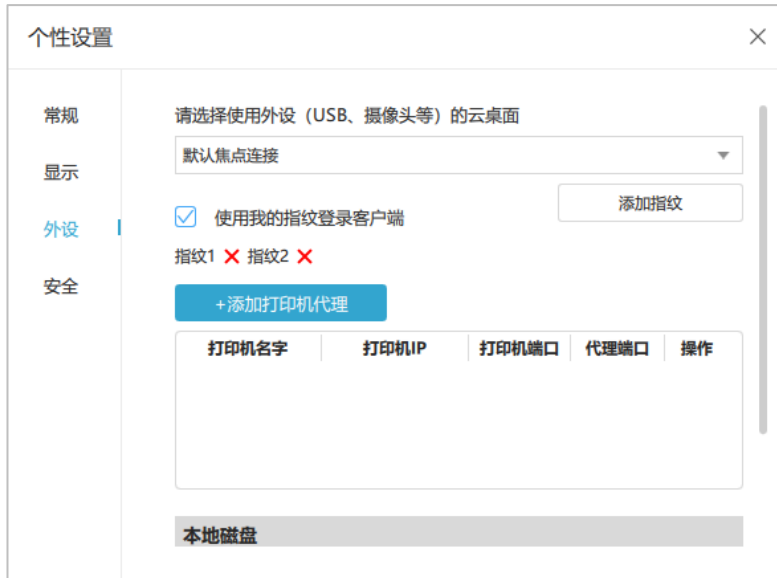 个性设置
常规
显示
外设
安全
请选择使用外设（USB、摄像头等）的云桌面
默认焦点连接
添加指纹
使用我的指纹登录客户端
指纹1 指纹2
+添加打印机代理
打印机名字 打印机IP 打印机端口 代理端口 操作
本地磁盘